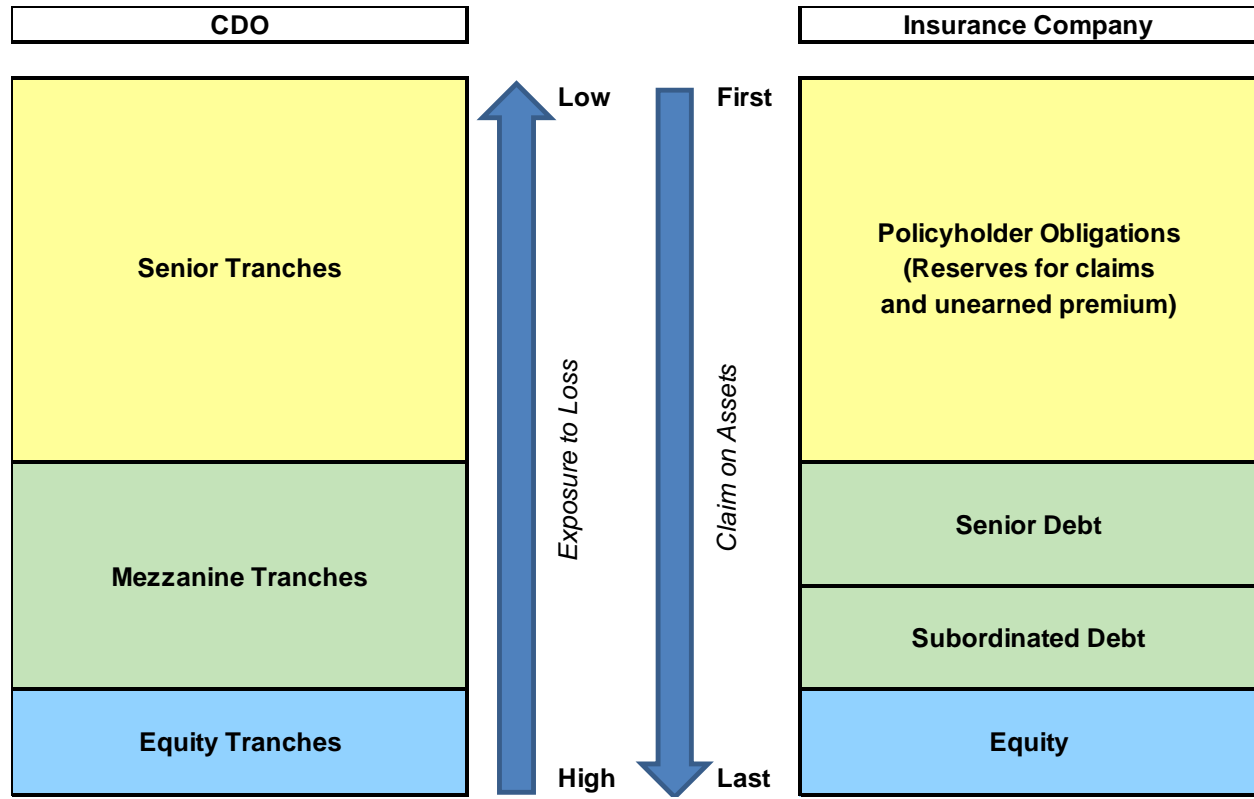 CDO
Insurance Company
Low
First
Senior Tranches
Policyholder Obligations
(Reserves for claims
and unearned premium)
Exposure to Loss
Claim on Assets
Mezzanine Tranches
Senior Debt
Subordinated Debt
Equity Tranches
Equity
High
Last